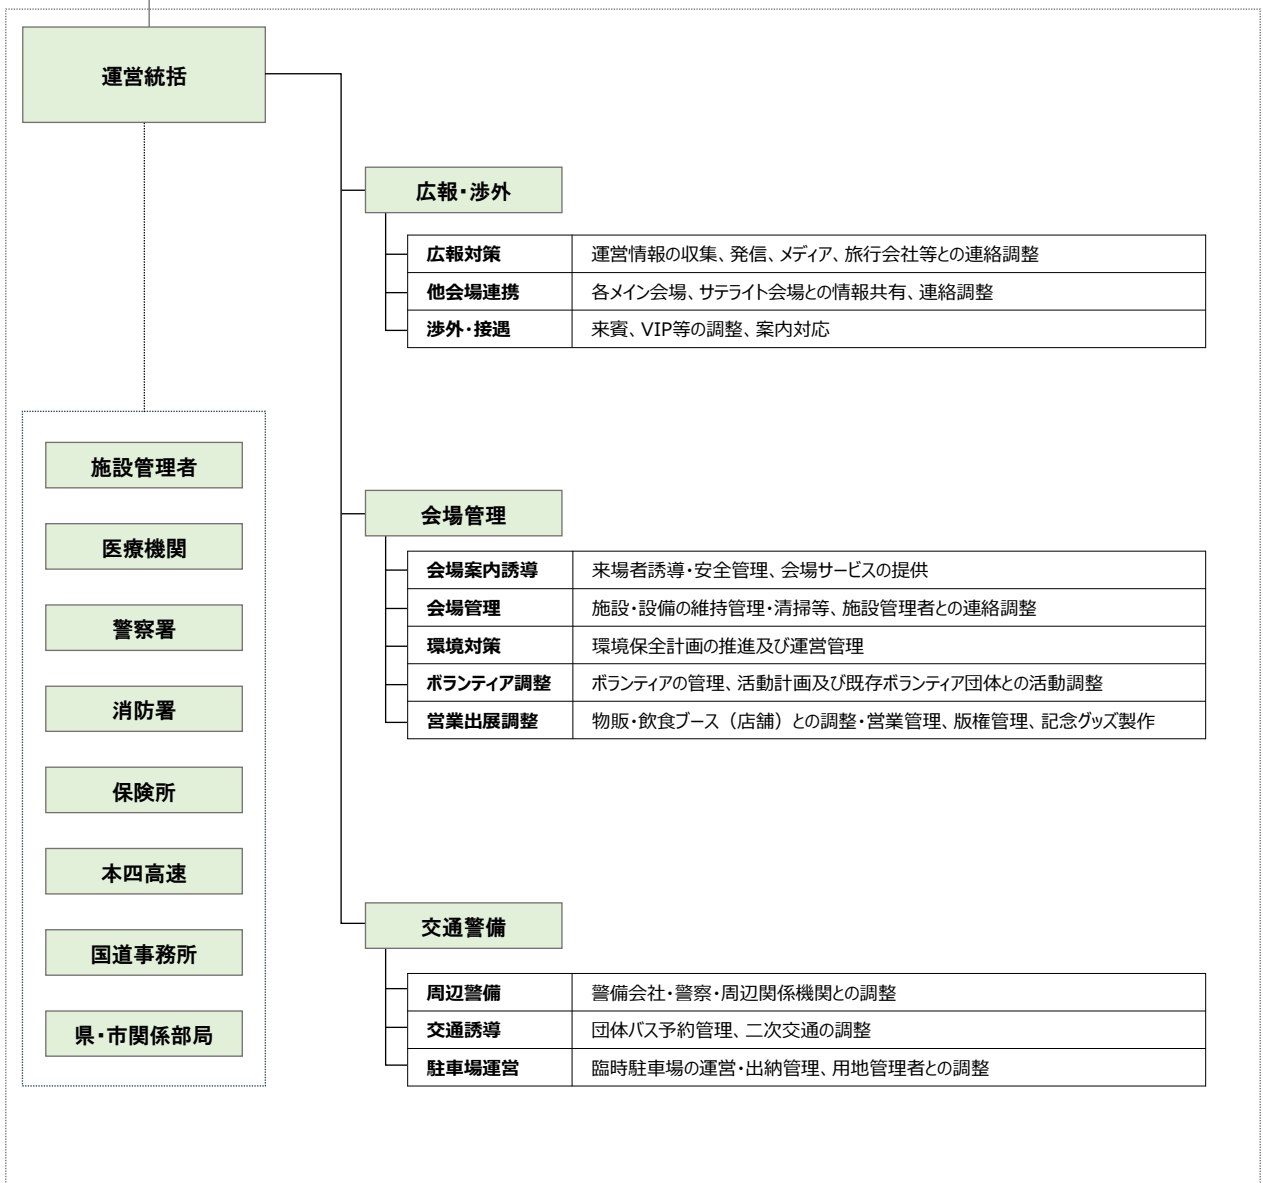 運営統括
広報・渉外
広報対策 運営情報の収集、発信、メディア、旅行会社等との連絡調整
他会場連携 各メイン会場、サテライト会場との情報共有、連絡調整
渉外・接遇 来賓、VIP等の調整、案内対応
施設管理者
医療機関
警察署
消防署
保険所
本四高速
国道事務所
県・市関係部局
会場管理
会場案内誘導 来場者誘導・安全管理、会場サービスの提供
会場管理 施設・設備の維持管理・清掃等、施設管理者との連絡調整
環境対策 環境保全計画の推進及び運営管理
ボランティア調整 ボランティアの管理、活動計画及び既存ボランティア団体との活動調整
営業出展調整 物販・飲食ブース（店舗）との調整・営業管理、版権管理、記念グッズ製作
交通警備
周辺警備 警備会社・警察・周辺関係機関との調整
交通誘導 団体バス予約管理、二次交通の調整
駐車場運営 臨時駐車場の運営・出納管理、用地管理者との調整